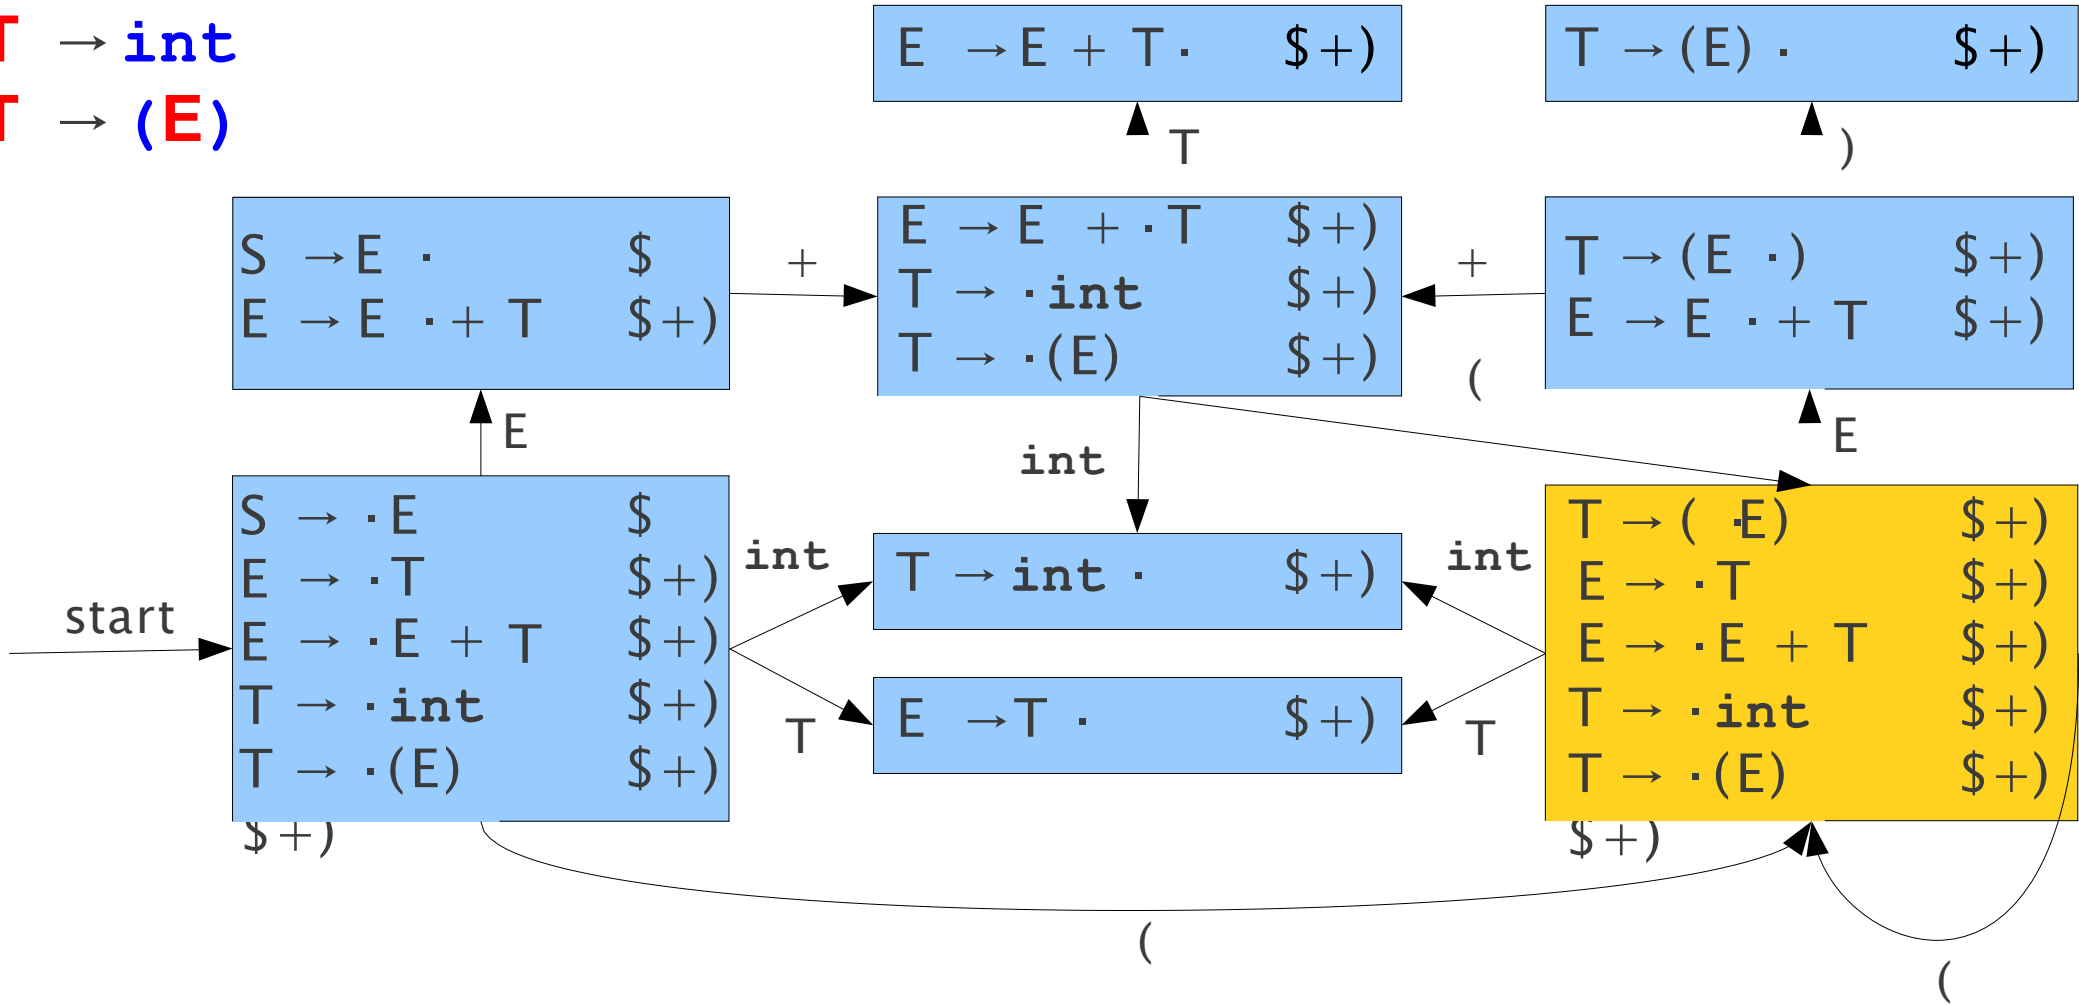 T → int
T → (E)
E → E + T · $+)
T → (E) · $+)
T
)
S → E · $
E → E · + T $+)
+
E → E + · T $+)
T → · int $+)
T → · (E) $+)
+
T → (E · ) $+)
E → E · + T $+)
(
E
int
E
start
S → · E $
E → · T $+)
E → · E + T $+)
T → · int $+)
T → · (E) $+)
$+)
int
T
T → int · $+)
E → T · $+)
int
T
T → ( · E) $+)
E → · T $+)
E → · E + T $+)
T → · int $+)
T → · (E) $+)
$+)
(
(